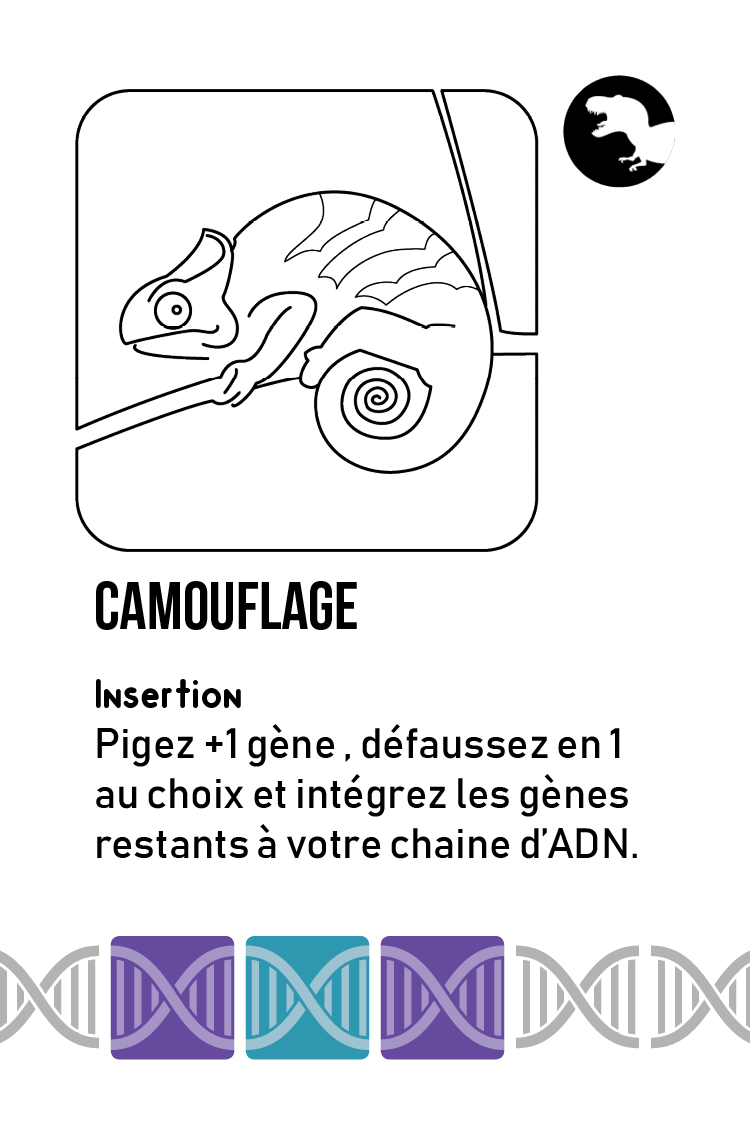 CAMOUFLAGE
Insertion
Pigez +1 gène , défaussez en 1
au choix et intégrez les gènes
restants à votre chaine d’ADN.